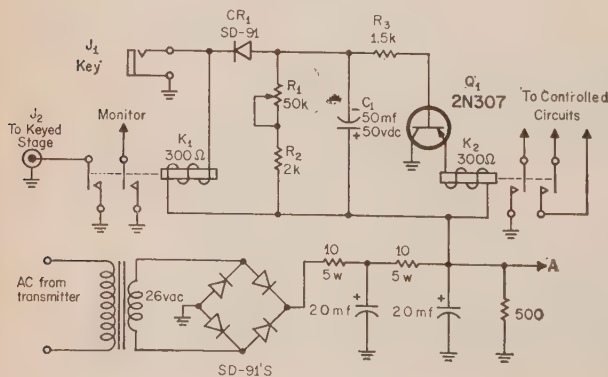 J1
Key
CR1
SD-91
R3
1.5k
J2
To Keyed
Stage
Monitor
K1
300Ω
R1
50k
R2
2k
C1
−
50mf
+
50vdc
Q1
2N307
To Controlled
Circuits
K2
300Ω
AC from
transmitter
26vac
SD-91'S
10
5w
10
5w
A
+
20mf
+
20mf
500